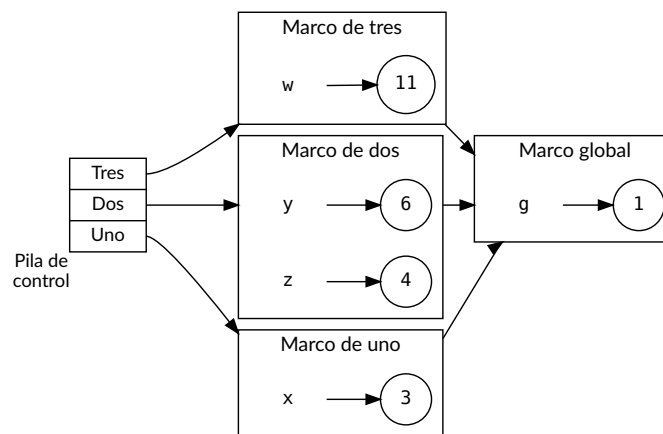 Marco de tres
w 11
Tres
Dos
Uno
Pila de
control
Marco de dos
y 6
z 4
Marco global
g 1
Marco de uno
x 3